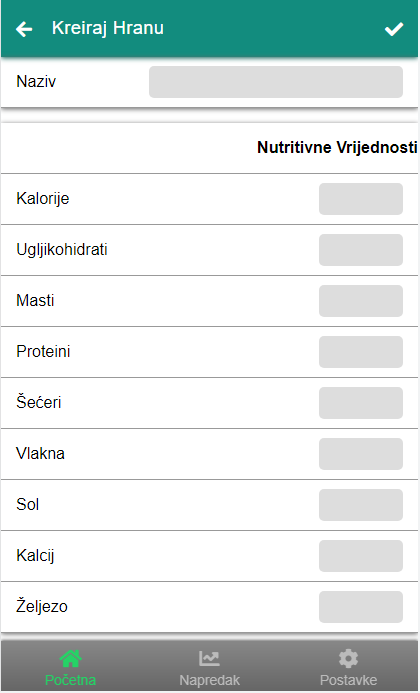 Kreiraj Hranu
Naziv
Nutritivne Vrijednosti
Kalorije
Ugljikohidrati
Masti
Proteini
Šećeri
Vlakna
Sol
Kalcij
Željezo
Početna Napredak Postavke